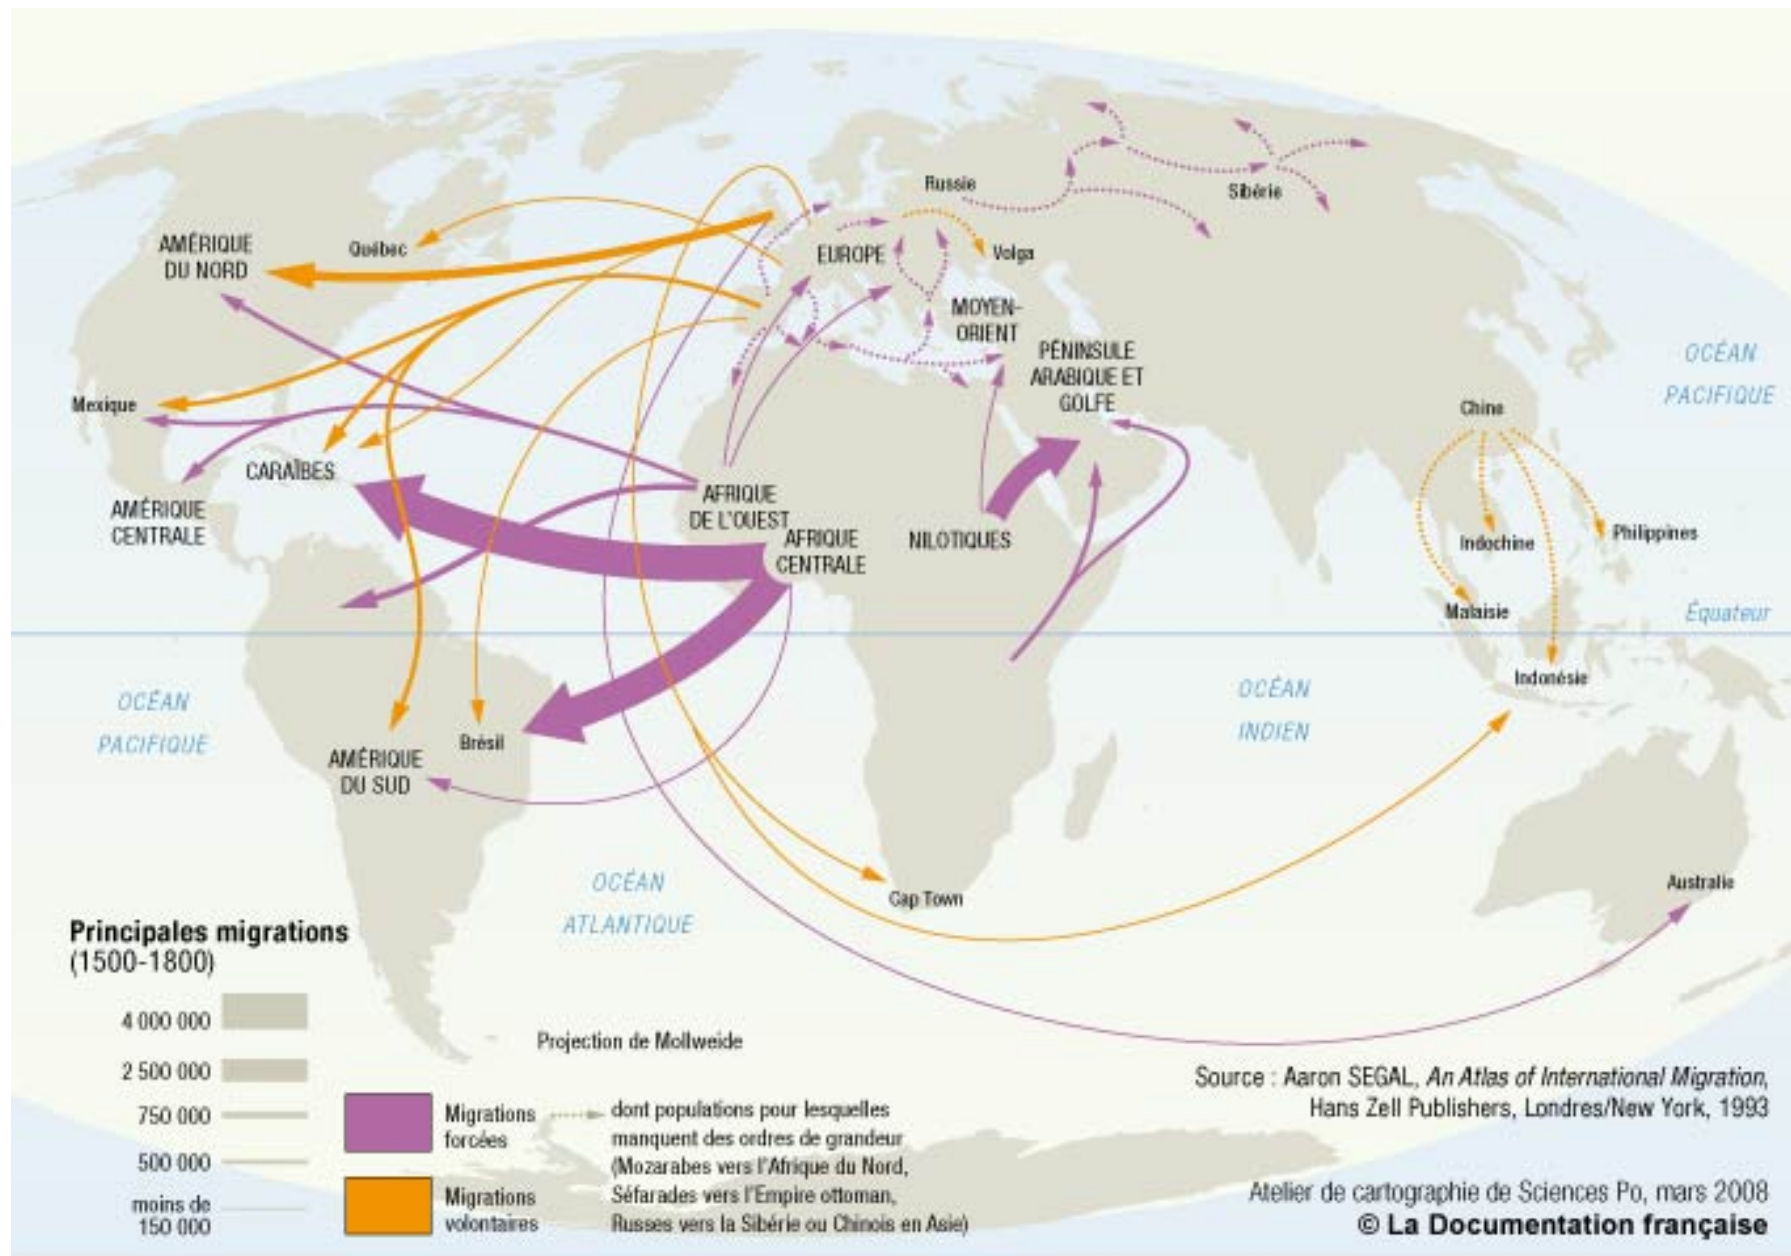 Russie
Sibérie
AMÉRIQUE
DU NORD
Québec
EUROPE
Volga
MOYEN-
ORIENT
PÉNINSULE
ARABIQUE ET
GOLFE
OCÉAN
PACIFIQUE
Mexique
Chine
CARAÏBES
AMÉRIQUE
CENTRALE
AFRIQUE
DE L'OUEST
AFRIQUE
CENTRALE
NILOTIQUES
Indochine
Philippines
Malaisie
Équateur
Indonésie
OCÉAN
PACIFIQUE
OCÉAN
INDIEN
Brésil
AMÉRIQUE
DU SUD
OCÉAN
ATLANTIQUE
Cap Town
Australie
Principales migrations
(1500-1800)
4 000 000
2 500 000
750 000
500 000
moins de
150 000
Projection de Mollweide
Migrations
forcées
Migrations
volontaires
dont populations pour lesquelles
manquent des ordres de grandeur
(Mozarabes vers l'Afrique du Nord,
Séfarades vers l'Empire ottoman,
Russes vers la Sibérie ou Chinois en Asie)
Source : Aaron SEGAL, An Atlas of International Migration,
Hans Zell Publishers, Londres/New York, 1993
Atelier de cartographie de Sciences Po, mars 2008
© La Documentation française